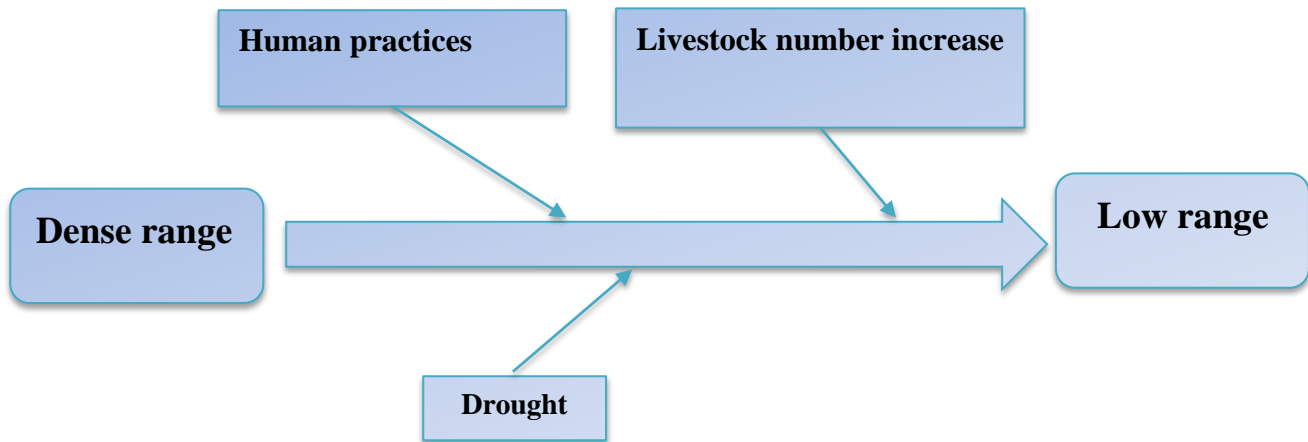 Human practices
Livestock number increase
Dense range
Low range
Drought